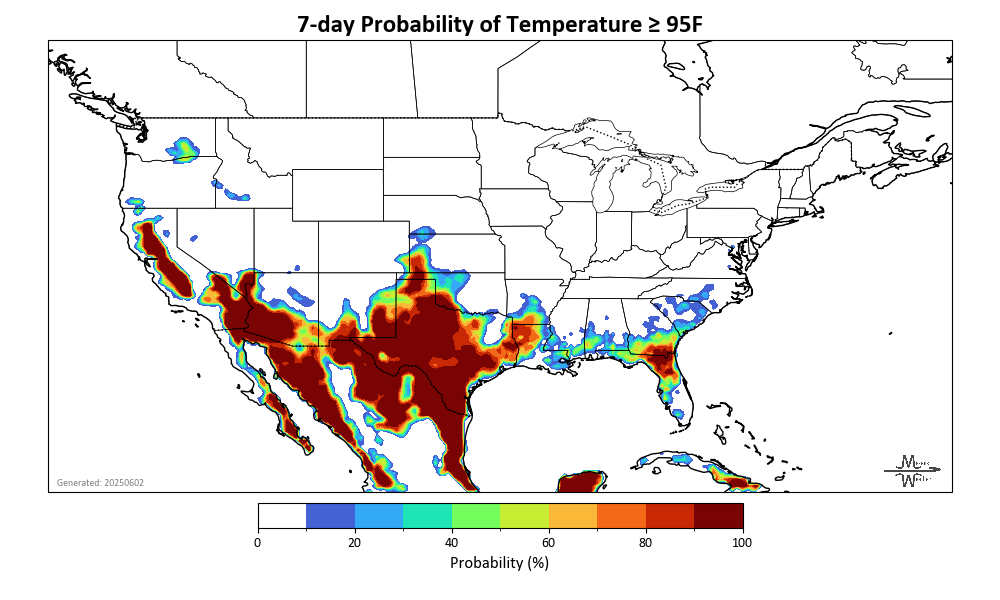 7-day Probability of Temperature ≥ 95F
Generated: 20250602
0 20 40 60 80 100
Probability (%)